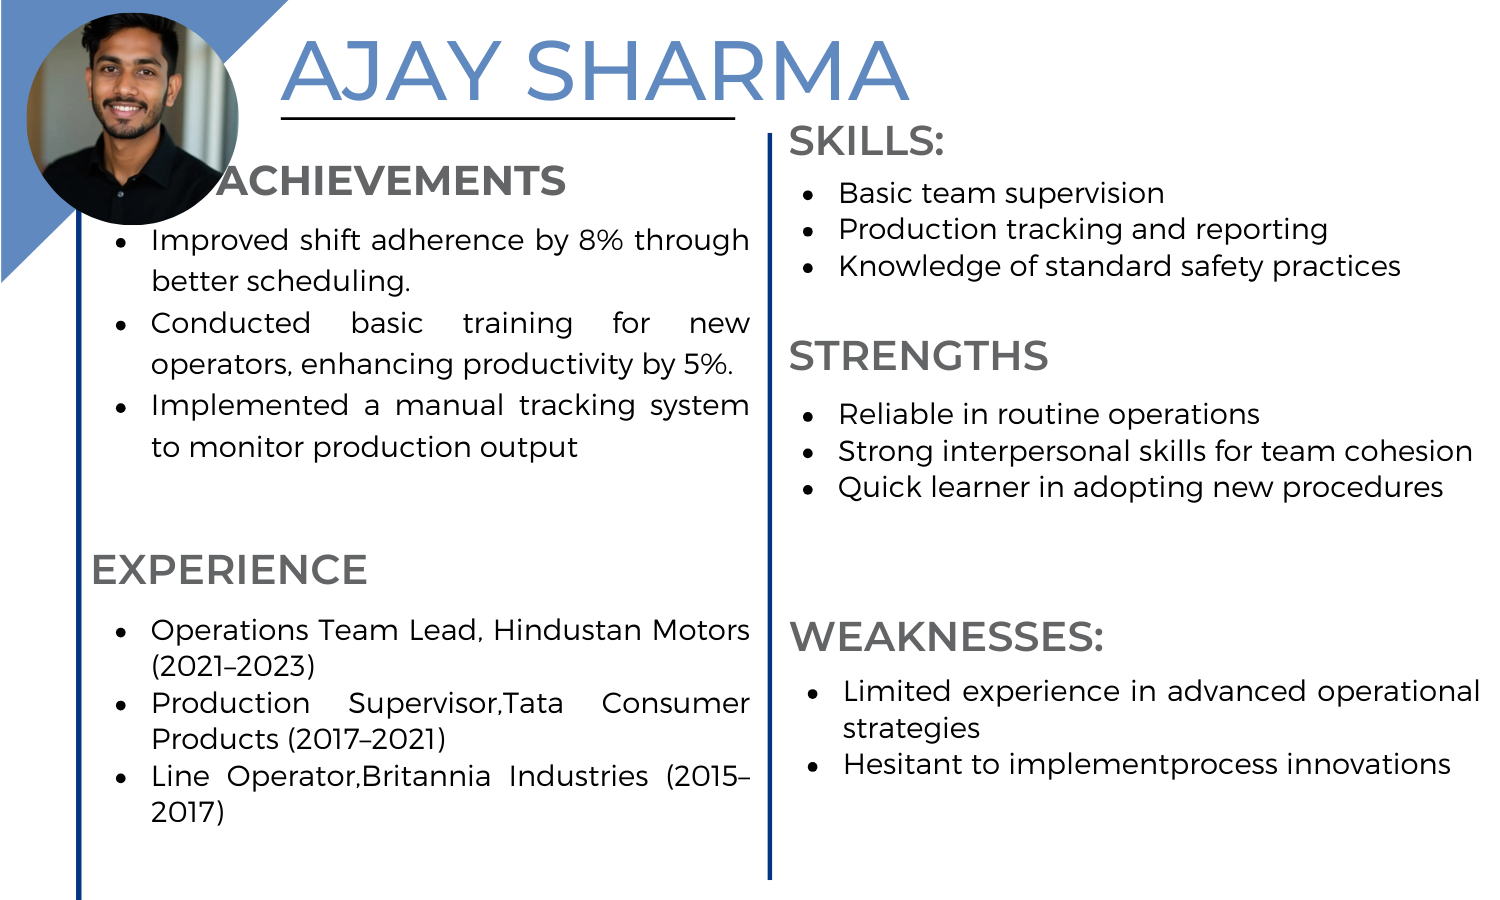 AJAY SHARMA
ACHIEVEMENTS
• Improved shift adherence by 8% through
better scheduling.
• Conducted basic training for new
operators, enhancing productivity by 5%.
• Implemented a manual tracking system
to monitor production output
EXPERIENCE
• Operations Team Lead, Hindustan Motors
(2021–2023)
• Production Supervisor,Tata Consumer
Products (2017–2021)
• Line Operator,Britannia Industries (2015–
2017)
SKILLS:
• Basic team supervision
• Production tracking and reporting
• Knowledge of standard safety practices
STRENGTHS
• Reliable in routine operations
• Strong interpersonal skills for team cohesion
• Quick learner in adopting new procedures
WEAKNESSES:
• Limited experience in advanced operational
strategies
• Hesitant to implementprocess innovations